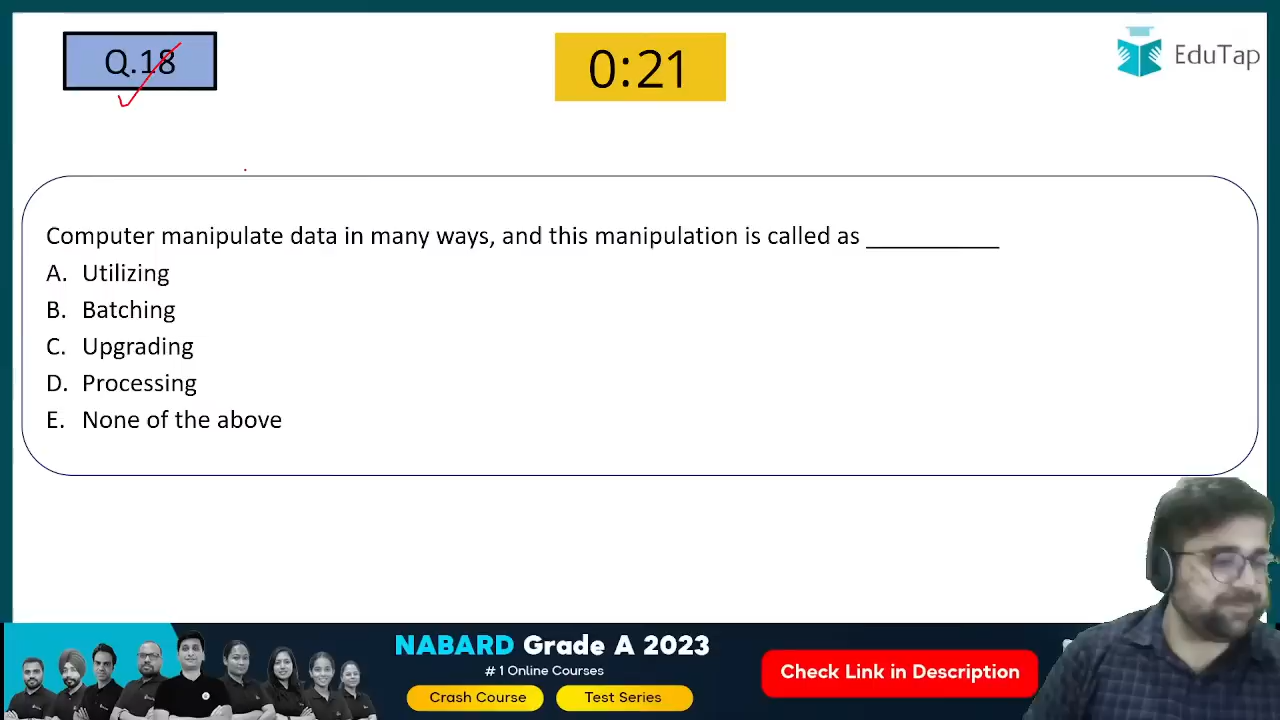 Q.18
0:21
EduTap
Computer manipulate data in many ways, and this manipulation is called as ___________
A. Utilizing
B. Batching
C. Upgrading
D. Processing
E. None of the above
NABARD Grade A 2023
# 1 Online Courses
Crash Course
Test Series
Check Link in Description